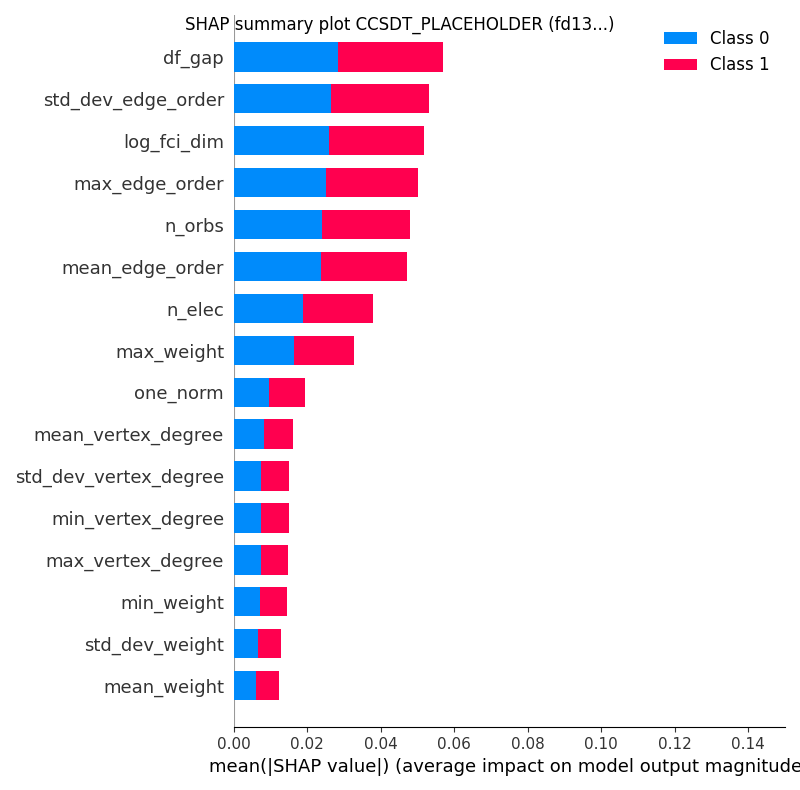 SHAP summary plot CCSDT_PLACEHOLDER (fd13...)
Class 0
Class 1
df_gap
std_dev_edge_order
log_fci_dim
max_edge_order
n_orbs
mean_edge_order
n_elec
max_weight
one_norm
mean_vertex_degree
std_dev_vertex_degree
min_vertex_degree
max_vertex_degree
min_weight
std_dev_weight
mean_weight
0.00 0.02 0.04 0.06 0.08 0.10 0.12 0.14
mean(|SHAP value|) (average impact on model output magnitude